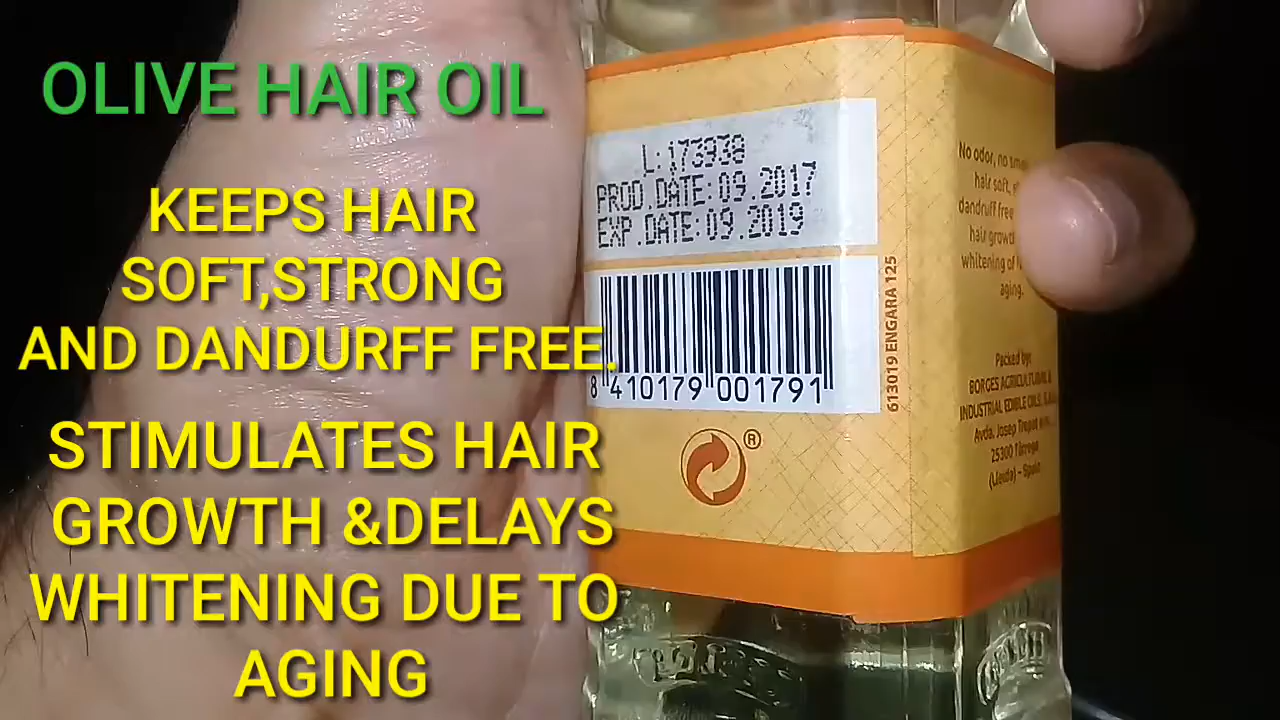 OLIVE HAIR OIL
KEEPS HAIR
SOFT,STRONG
AND DANDURFF FREE.
STIMULATES HAIR
GROWTH &DELAYS
WHITENING DUE TO
AGING
L:i73938
PROD.DATE:09.2017
EXP.DATE:09.2019
8 410179 001791
®
613019 ENGARA 125
No odor, no
hair soft,
dandruff free
hair growt
whitening of
aging.
Packed by:
BORGES AGRICULTURAL &
INDUSTRIAL EDIBLE OILS,
Avda. Josep Trepat
25300 Tàrrega
(Lleida) – Spain